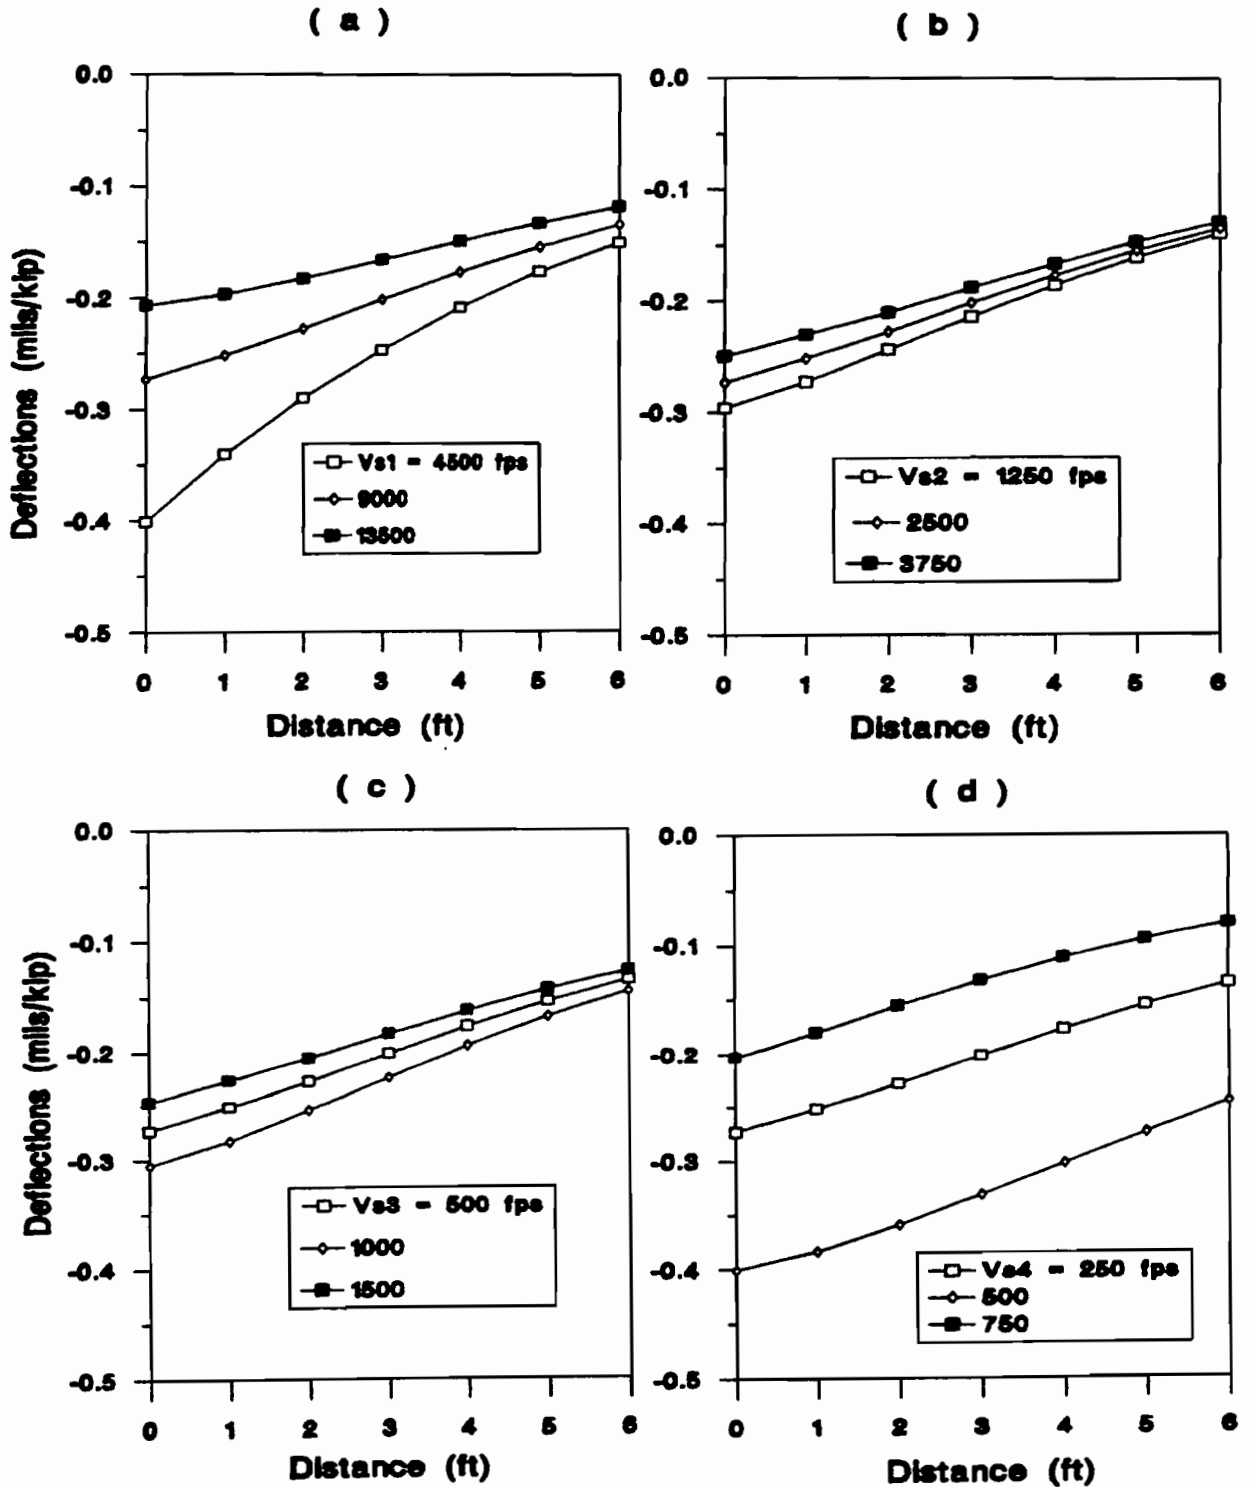 ( a )
0.0
-0.1
-0.2
-0.3
-0.4
-0.5
Deflections (mils/kip)
Vs1 = 4500 fps
9000
13500
0 1 2 3 4 5 6
Distance (ft)
( b )
0.0
-0.1
-0.2
-0.3
-0.4
-0.5
Vs2 = 1250 fps
2500
3750
0 1 2 3 4 5 6
Distance (ft)
( c )
0.0
-0.1
-0.2
-0.3
-0.4
-0.5
Deflections (mils/kip)
Vs3 = 500 fps
1000
1500
0 1 2 3 4 5 6
Distance (ft)
( d )
0.0
-0.1
-0.2
-0.3
-0.4
-0.5
Vs4 = 250 fps
500
750
0 1 2 3 4 5 6
Distance (ft)